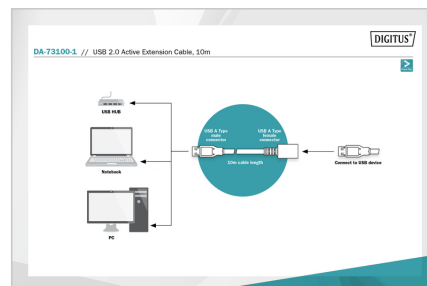 DIGITUS®
DA-73100-1 // USB 2.0 Active Extension Cable, 10m
USB HUB
USB A Type
male
connector
USB A Type
female
connector
10m cable length
Notebook
Connect to USB device
PC